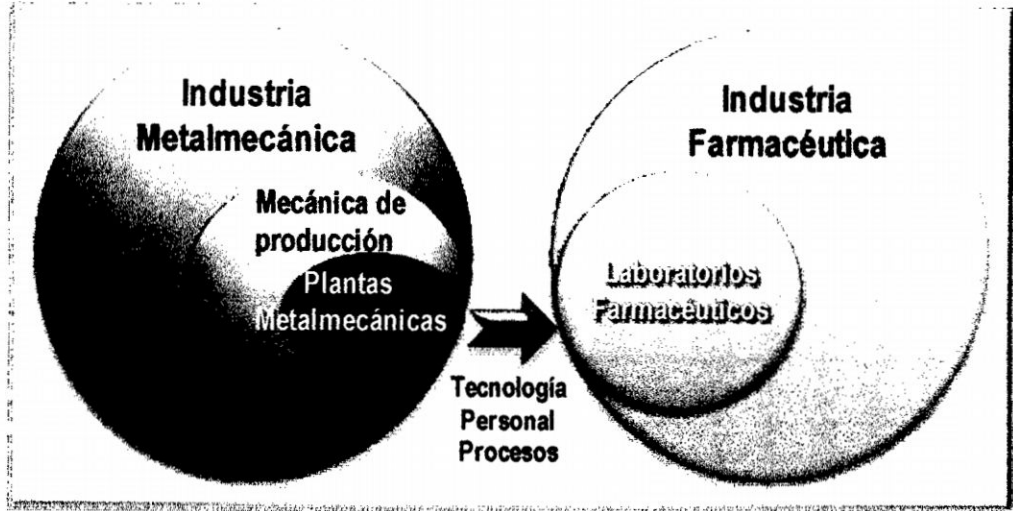 Industria
Metalmecánica
Mecánica de
producción
Plantas
Metalmecánicas
Tecnología
Personal
Procesos
Industria
Farmacéutica
Laboratorios
Farmacéuticos